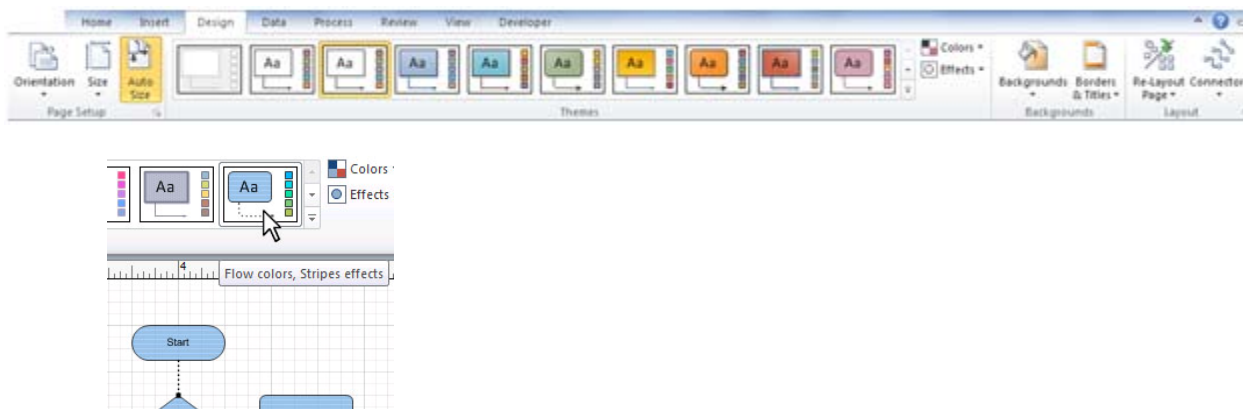 Home Insert Design Data Process Review View Developer
Orientation Size Auto Size
Aa Aa Aa Aa Aa Aa Aa Aa Aa
Colors
Effects
Backgrounds Borders & Titles
Re-Layout Page Connector
Page Setup Themes Backgrounds Layout
Aa Aa
Colors
Effects
4
Flow colors, Stripes effects
Start